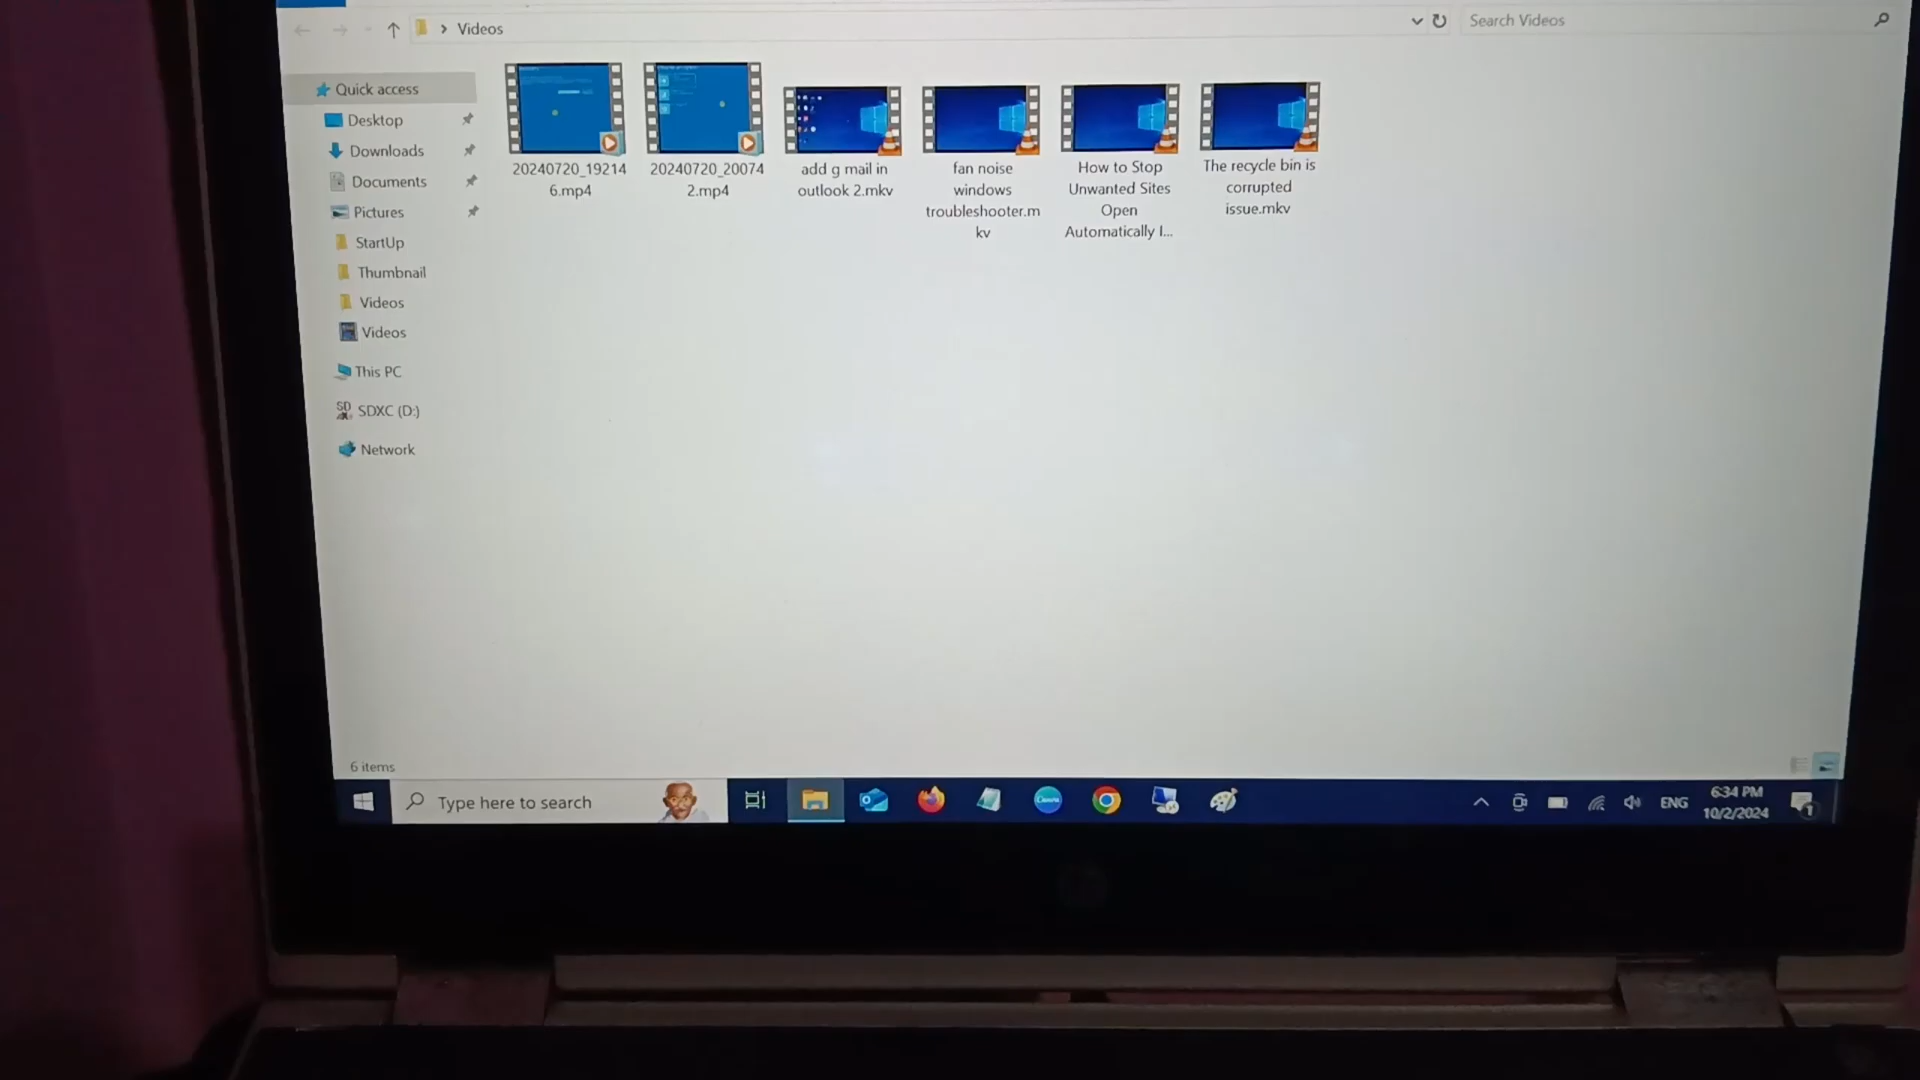 Videos
Search Videos
Quick access
Desktop
Downloads
Documents
Pictures
StartUp
Thumbnail
Videos
Videos
This PC
SD
SDXC (D:)
Network
20240720_19214
6.mp4
20240720_20074
2.mp4
add g mail in
outlook 2.mkv
fan noise
windows
troubleshooter.m
kv
How to Stop
Unwanted Sites
Open
Automatically I...
The recycle bin is
corrupted
issue.mkv
6 items
Type here to search
Canva
ENG
6:34 PM
10/2/2024
1